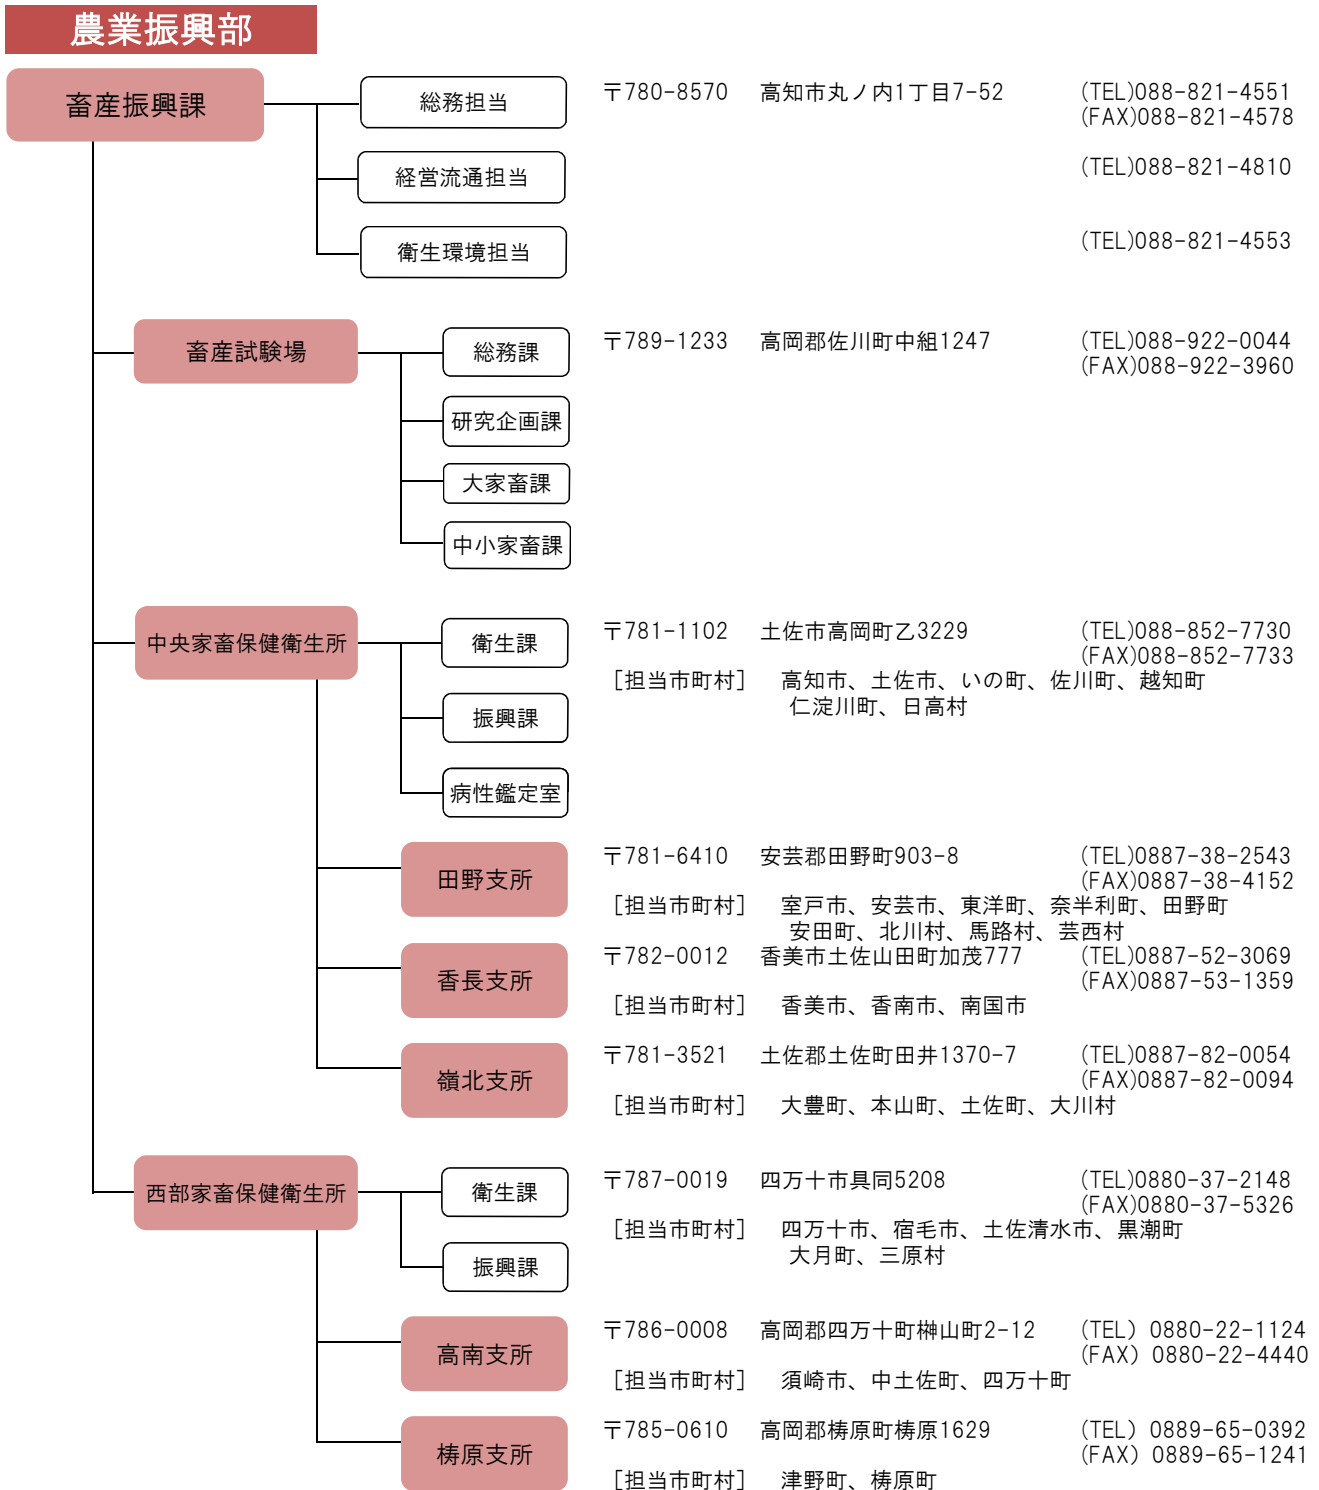 農業振興部
畜産振興課
総務担当 〒780-8570 高知市丸ノ内1丁目7-52 (TEL)088-821-4551
(FAX)088-821-4578
経営流通担当 (TEL)088-821-4810
衛生環境担当 (TEL)088-821-4553
畜産試験場
総務課 〒789-1233 高岡郡佐川町中組1247 (TEL)088-922-0044
(FAX)088-922-3960
研究企画課
大家畜課
中小家畜課
中央家畜保健衛生所
衛生課 〒781-1102 土佐市高岡町乙3229 (TEL)088-852-7730
(FAX)088-852-7733
［担当市町村］ 高知市、土佐市、いの町、佐川町、越知町
仁淀川町、日高村
振興課
病性鑑定室
田野支所 〒781-6410 安芸郡田野町903-8 (TEL)0887-38-2543
(FAX)0887-38-4152
［担当市町村］ 室戸市、安芸市、東洋町、奈半利町、田野町
安田町、北川村、馬路村、芸西村
香長支所 〒782-0012 香美市土佐山田町加茂777 (TEL)0887-52-3069
(FAX)0887-53-1359
［担当市町村］ 香美市、香南市、南国市
嶺北支所 〒781-3521 土佐郡土佐町田井1370-7 (TEL)0887-82-0054
(FAX)0887-82-0094
［担当市町村］ 大豊町、本山町、土佐町、大川村
西部家畜保健衛生所
衛生課 〒787-0019 四万十市具同5208 (TEL)0880-37-2148
(FAX)0880-37-5326
［担当市町村］ 四万十市、宿毛市、土佐清水市、黒潮町
大月町、三原村
振興課
高南支所 〒786-0008 高岡郡四万十町榊山町2-12 (TEL) 0880-22-1124
(FAX) 0880-22-4440
［担当市町村］ 須崎市、中土佐町、四万十町
梼原支所 〒785-0610 高岡郡梼原町梼原1629 (TEL) 0889-65-0392
(FAX) 0889-65-1241
［担当市町村］ 津野町、梼原町